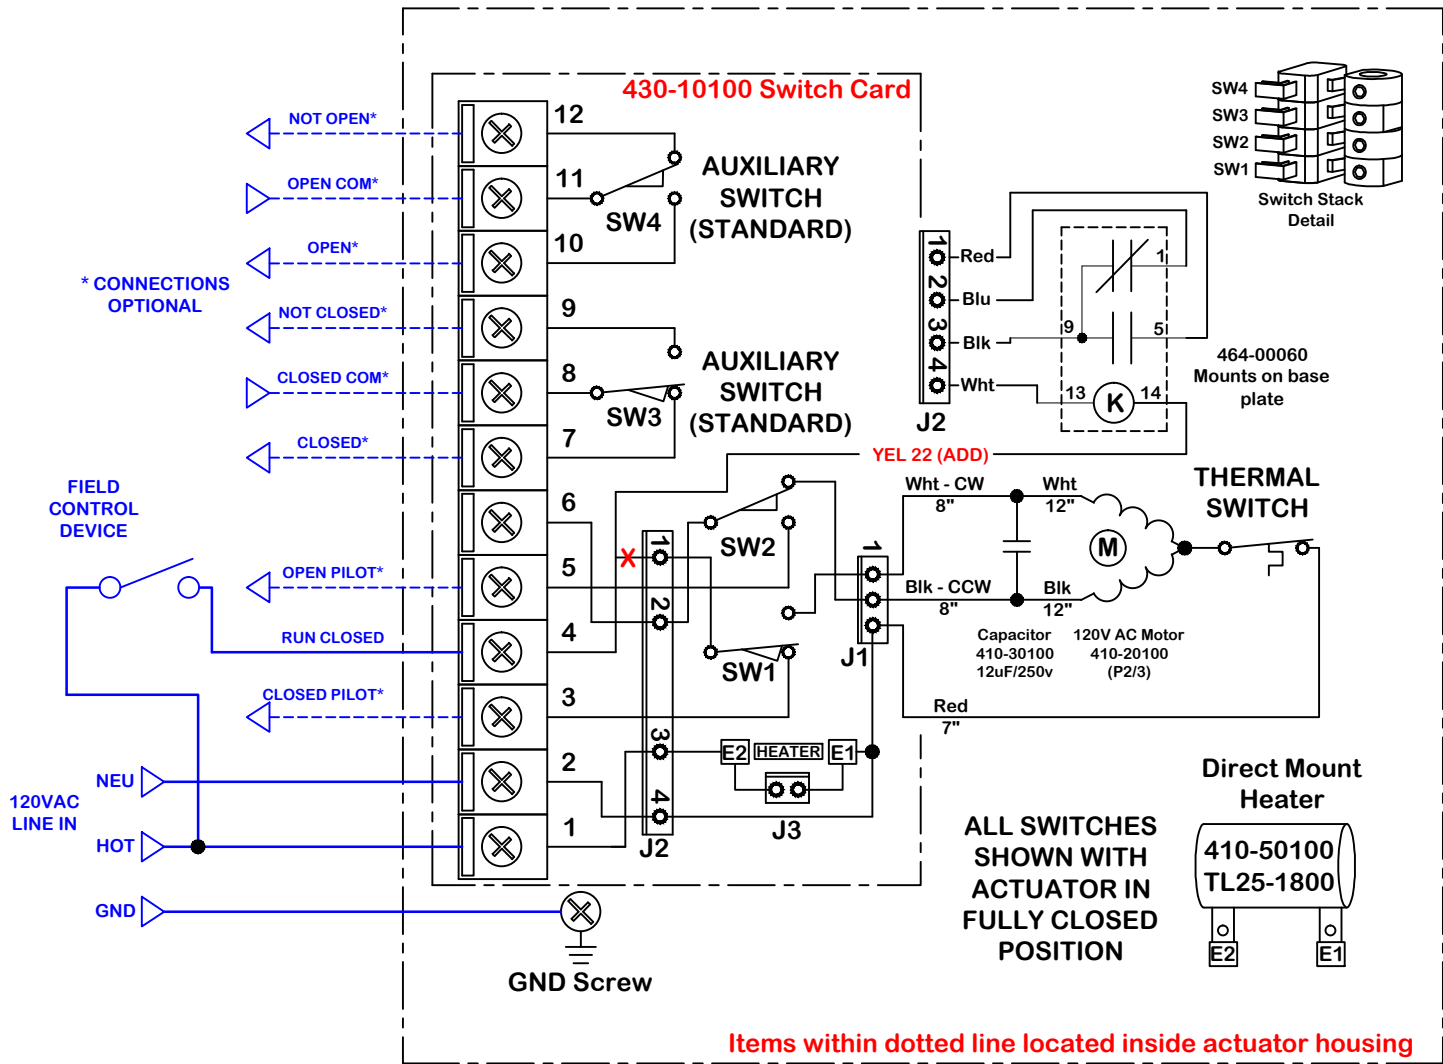 430-10100 Switch Card
NOT OPEN*
12
OPEN COM*
11
SW4
AUXILIARY
SWITCH
(STANDARD)
OPEN*
10
* CONNECTIONS
OPTIONAL
NOT CLOSED*
9
CLOSED COM*
8
SW3
AUXILIARY
SWITCH
(STANDARD)
CLOSED*
7
FIELD
CONTROL
DEVICE
6
OPEN PILOT*
5
RUN CLOSED
4
CLOSED PILOT*
3
NEU
2
120VAC
LINE IN
HOT
1
GND
GND Screw
SW2
SW1
1
2
3
4
J2
E2
HEATER
E1
J3
1
J1
1
2
3
4
J2
Red
Blu
Blk
Wht
1
9
5
13
K
14
464-00060
Mounts on base
plate
SW4
SW3
SW2
SW1
Switch Stack
Detail
YEL 22 (ADD)
Wht - CW
8"
Wht
12"
Blk - CCW
8"
Blk
12"
M
THERMAL
SWITCH
Capacitor
410-30100
12uF/250v
120V AC Motor
410-20100
(P2/3)
Red
7"
ALL SWITCHES
SHOWN WITH
ACTUATOR IN
FULLY CLOSED
POSITION
Direct Mount
Heater
410-50100
TL25-1800
E2
E1
Items within dotted line located inside actuator housing